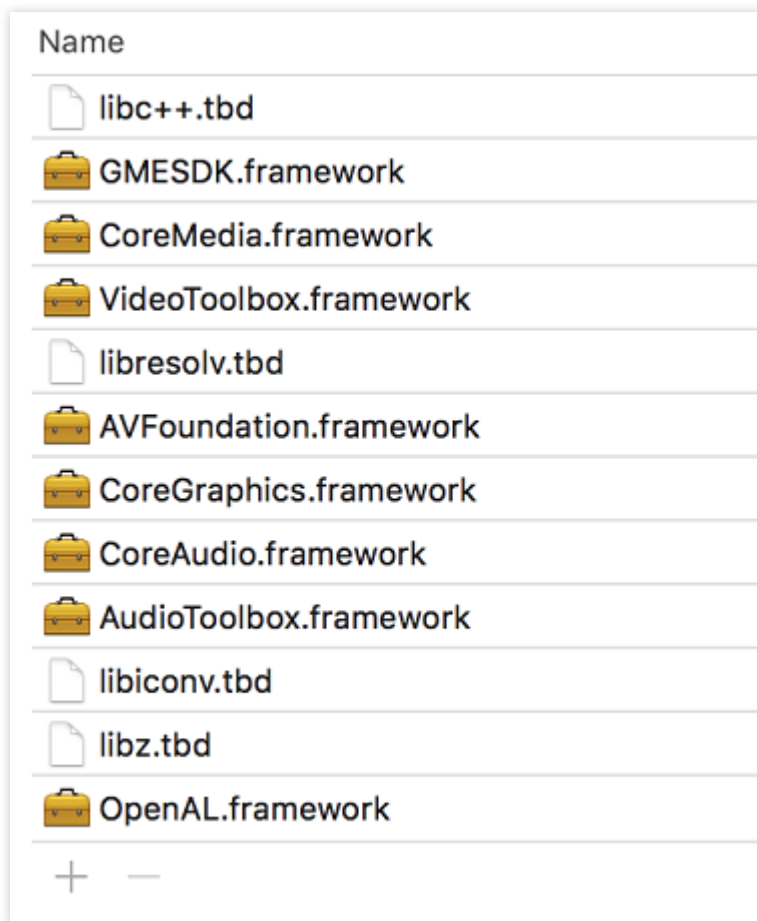 Name
libc++.tbd
GMESDK.framework
CoreMedia.framework
VideoToolbox.framework
libresolv.tbd
AVFoundation.framework
CoreGraphics.framework
CoreAudio.framework
AudioToolbox.framework
libiconv.tbd
libz.tbd
OpenAL.framework